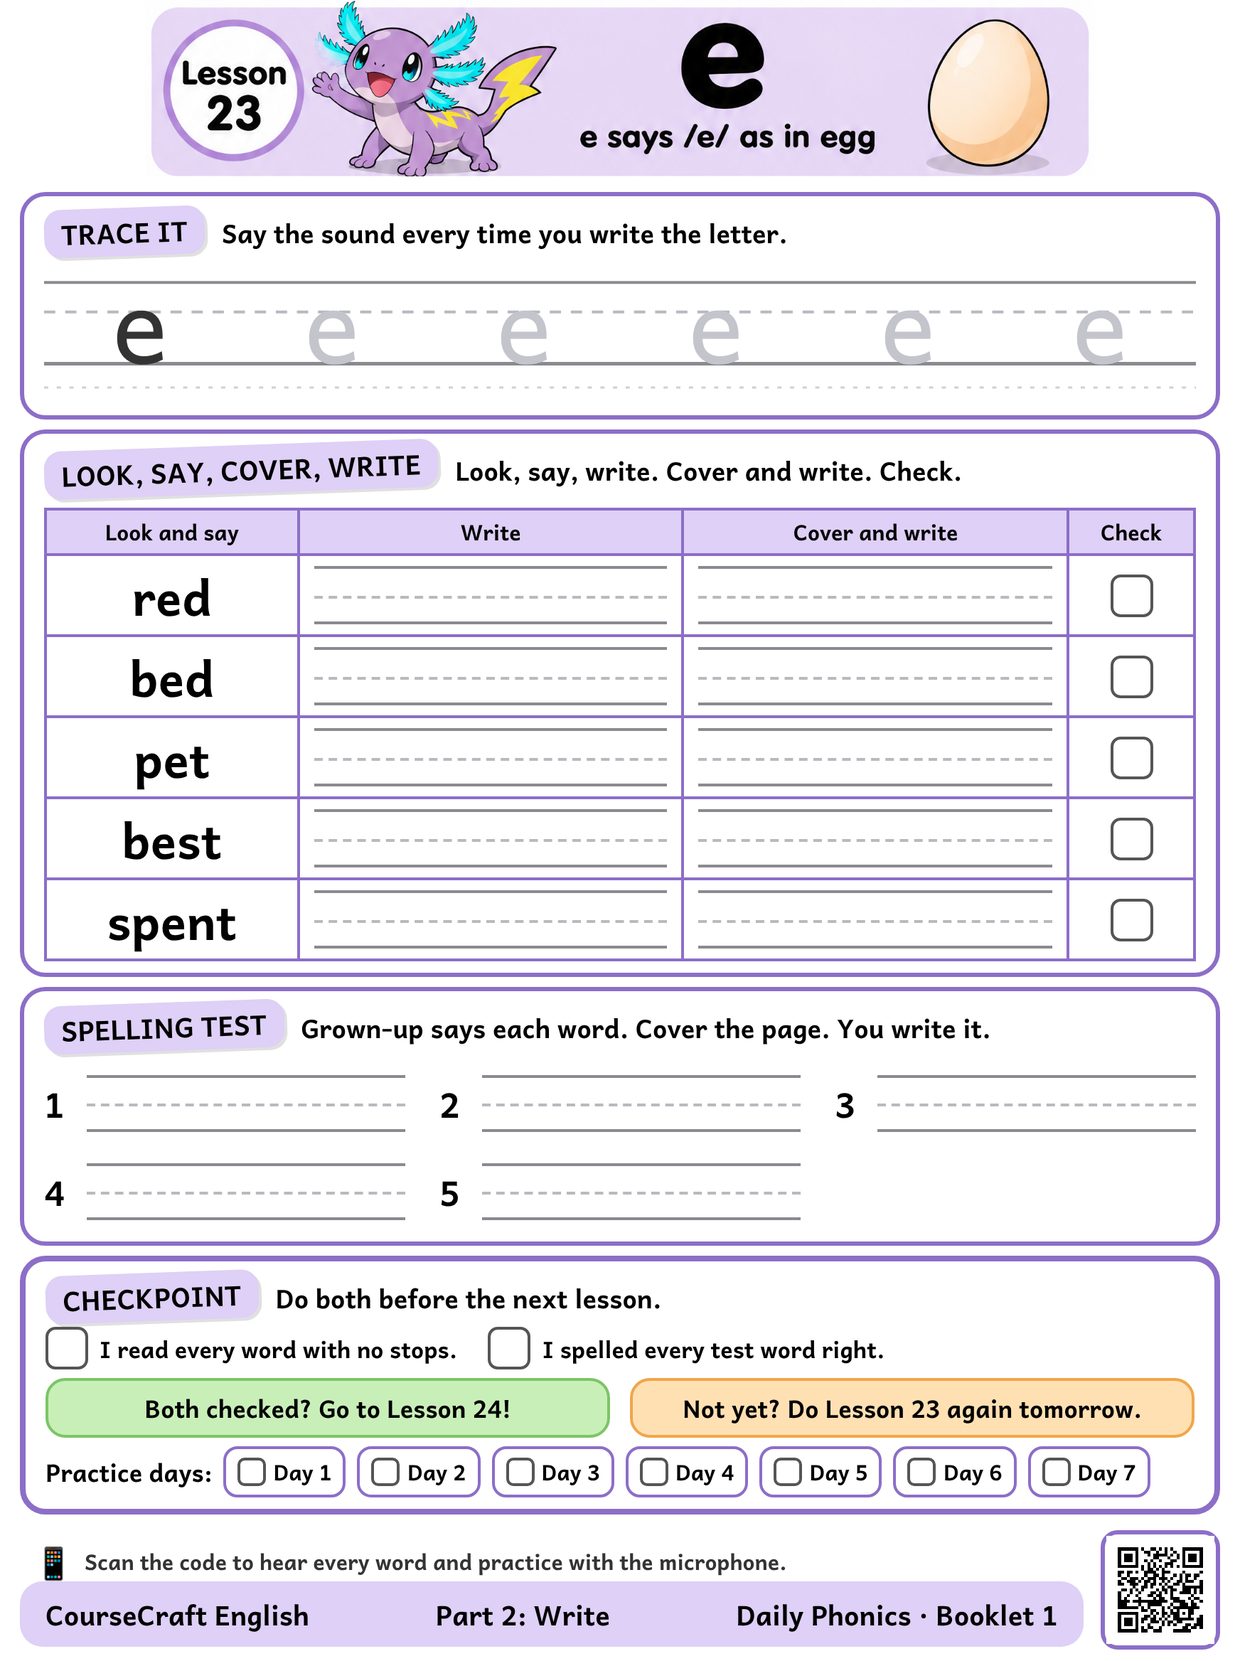 Lesson
23
e
e says /e/ as in egg
TRACE IT Say the sound every time you write the letter.
e e e e e e
LOOK, SAY, COVER, WRITE Look, say, write. Cover and write. Check.
Look and say Write Cover and write Check
red
bed
pet
best
spent
SPELLING TEST Grown-up says each word. Cover the page. You write it.
1 2 3
4 5
CHECKPOINT Do both before the next lesson.
I read every word with no stops. I spelled every test word right.
Both checked? Go to Lesson 24! Not yet? Do Lesson 23 again tomorrow.
Practice days: Day 1 Day 2 Day 3 Day 4 Day 5 Day 6 Day 7
Scan the code to hear every word and practice with the microphone.
CourseCraft English Part 2: Write Daily Phonics · Booklet 1